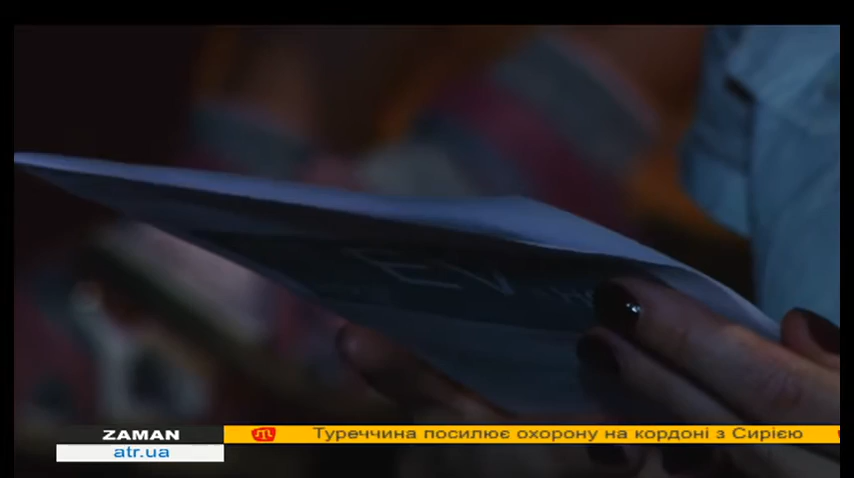 ZAMAN
Туреччина посилює охорону на кордоні з Сирією
atr.ua